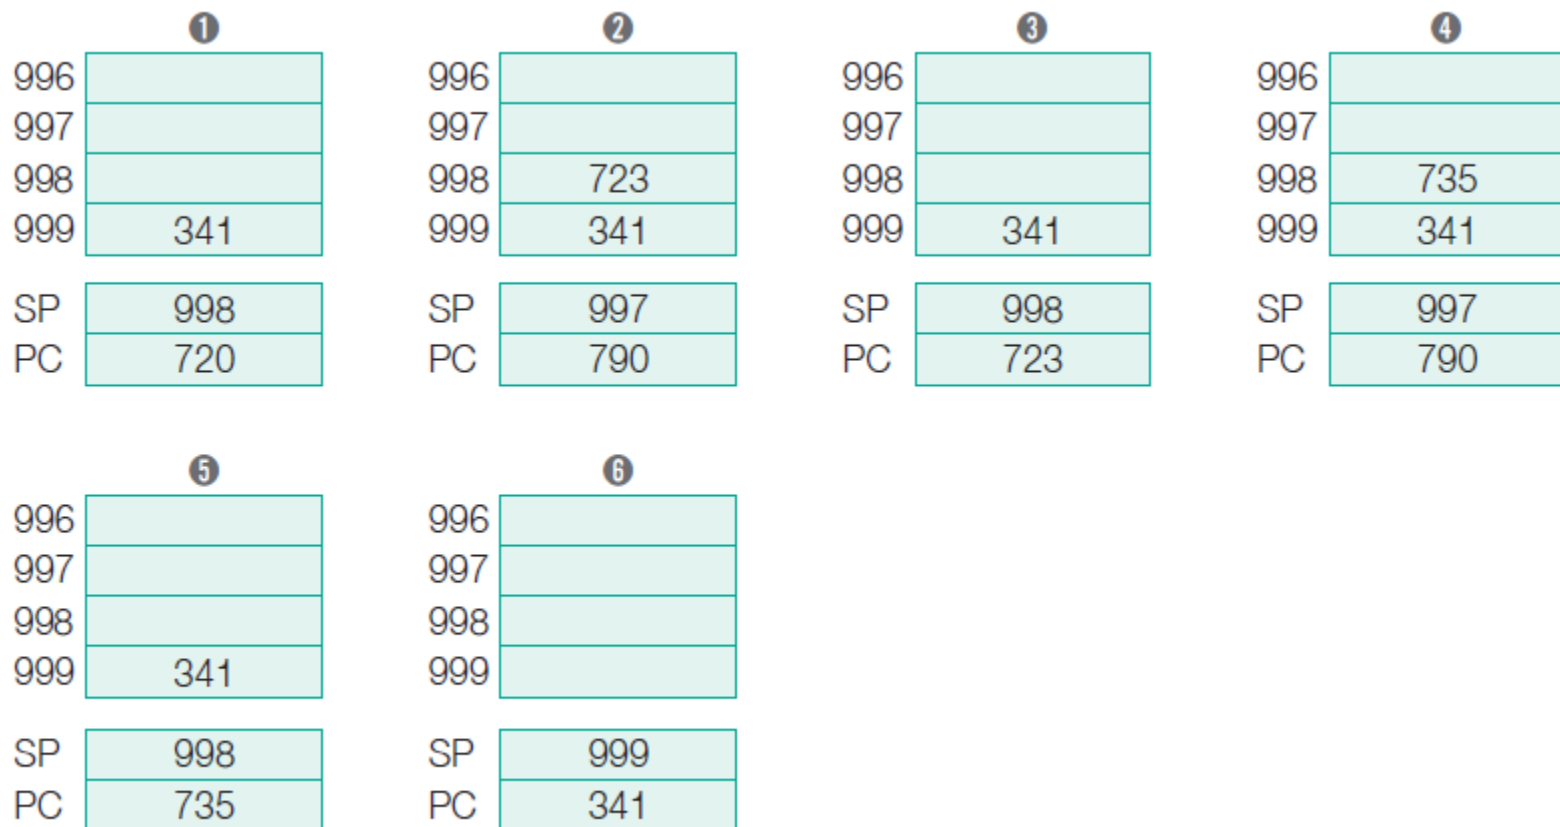 ❶ ❷ ❸ ❹
996 996 996 996
997 997 997 997
998 998 723 998 998 735
999 341 999 341 999 341 999 341
SP 998 SP 997 SP 998 SP 997
PC 720 PC 790 PC 723 PC 790
❺ ❻
996 996
997 997
998 998
999 341 999
SP 998 SP 999
PC 735 PC 341